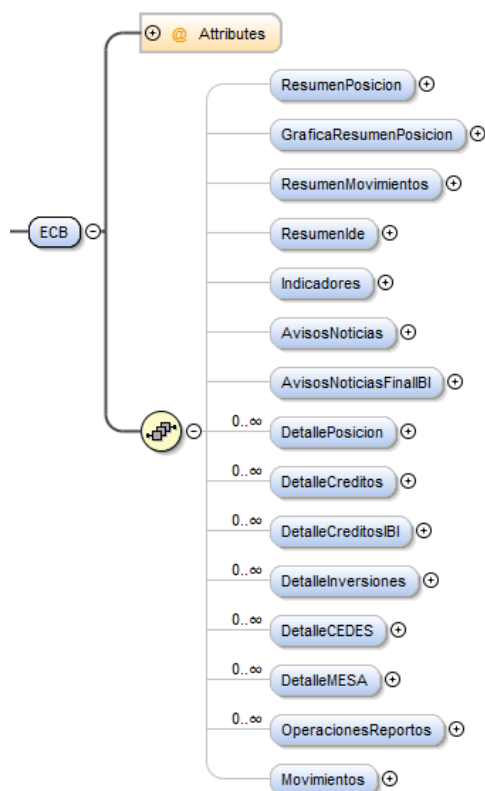 @ Attributes
ResumenPosicion
GraficaResumenPosicion
ResumenMovimientos
ECB
ResumenIde
Indicadores
AvisosNoticias
AvisosNoticiasFinalIBI
0..∞ DetallePosicion
0..∞ DetalleCreditos
0..∞ DetalleCreditosIBI
0..∞ DetalleInversiones
0..∞ DetalleCEDES
0..∞ DetalleMESA
0..∞ OperacionesReportos
Movimientos